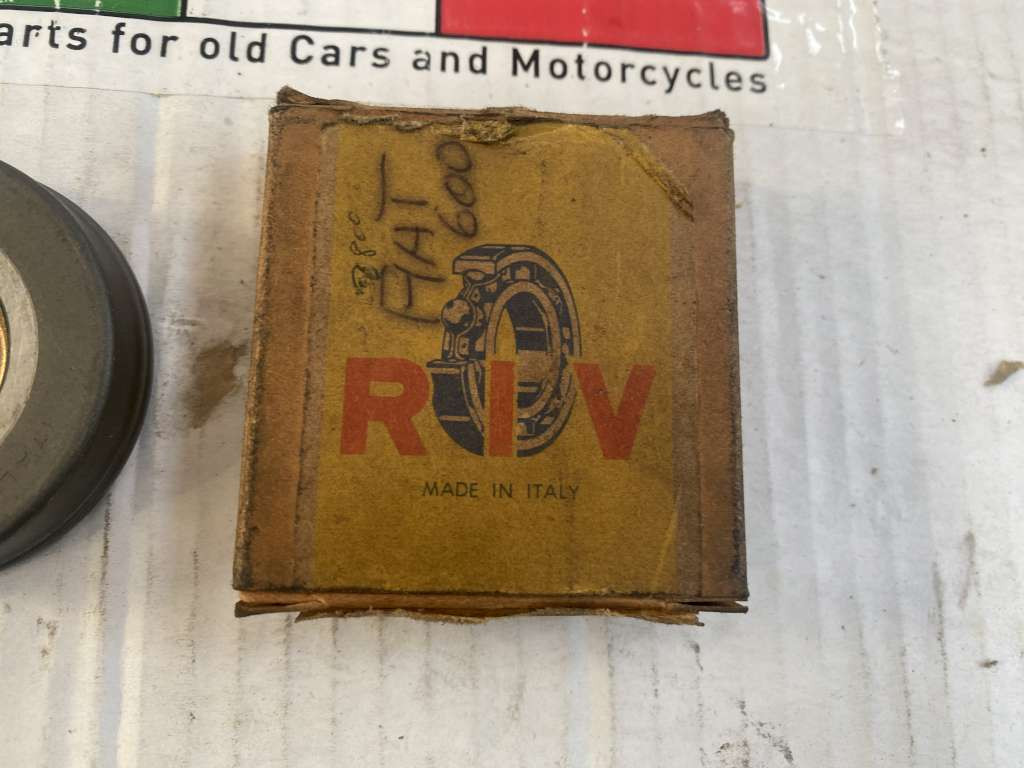 arts for old Cars and Motorcycles
FIAT
600
RIV
MADE IN ITALY